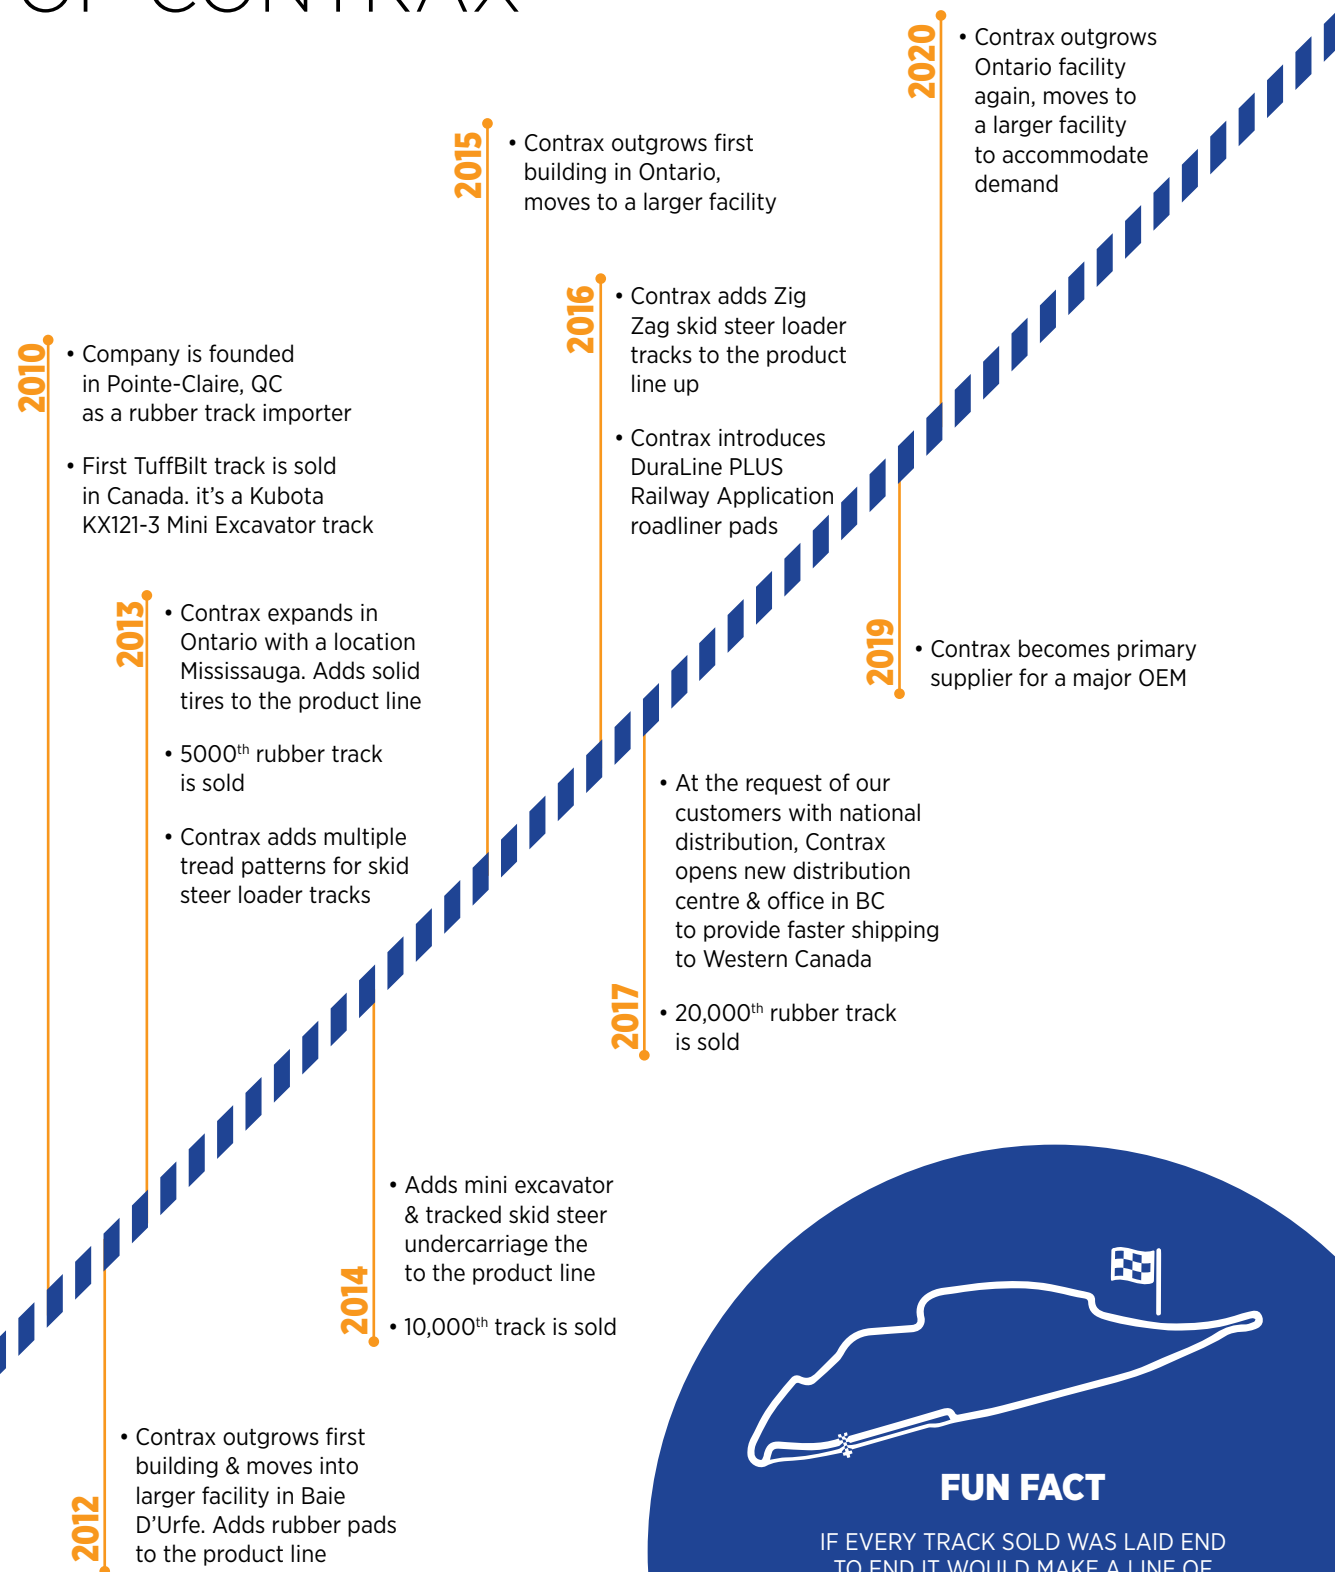 OF CONTRAX
2010
• Company is founded
in Pointe-Claire, QC
as a rubber track importer
• First TuffBilt track is sold
in Canada. it's a Kubota
KX121-3 Mini Excavator track
2012
• Contrax outgrows first
building & moves into
larger facility in Baie
D'Urfe. Adds rubber pads
to the product line
2013
• Contrax expands in
Ontario with a location
Mississauga. Adds solid
tires to the product line
• 5000th rubber track
is sold
• Contrax adds multiple
tread patterns for skid
steer loader tracks
2014
• Adds mini excavator
& tracked skid steer
undercarriage the
to the product line
• 10,000th track is sold
2015
• Contrax outgrows first
building in Ontario,
moves to a larger facility
2016
• Contrax adds Zig
Zag skid steer loader
tracks to the product
line up
• Contrax introduces
DuraLine PLUS
Railway Application
roadliner pads
2017
• At the request of our
customers with national
distribution, Contrax
opens new distribution
centre & office in BC
to provide faster shipping
to Western Canada
• 20,000th rubber track
is sold
2019
• Contrax becomes primary
supplier for a major OEM
2020
• Contrax outgrows
Ontario facility
again, moves to
a larger facility
to accommodate
demand
FUN FACT
IF EVERY TRACK SOLD WAS LAID END
TO END IT WOULD MAKE A LINE OF